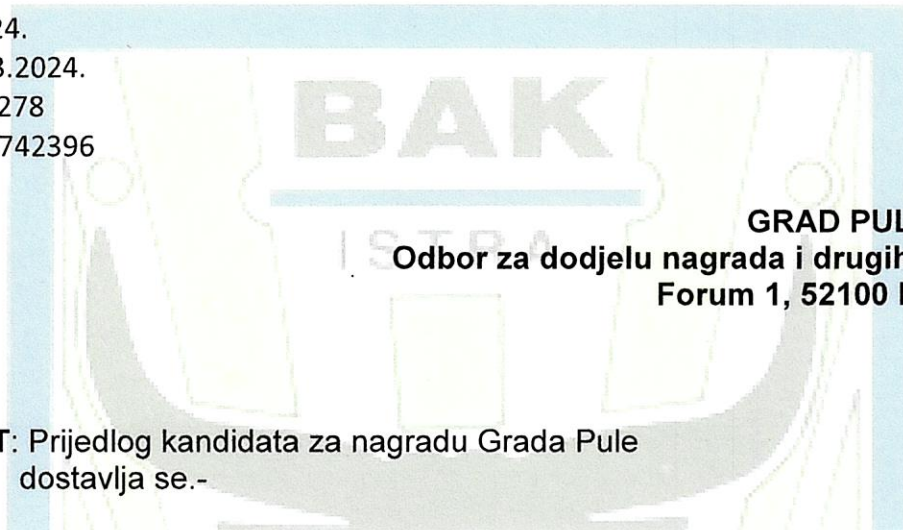 24.
3.2024.
278
742396
BAK
ISTRA
GRAD PUL
Odbor za dodjelu nagrada i drugih
Forum 1, 52100
T: Prijedlog kandidata za nagradu Grada Pule
dostavlja se.-